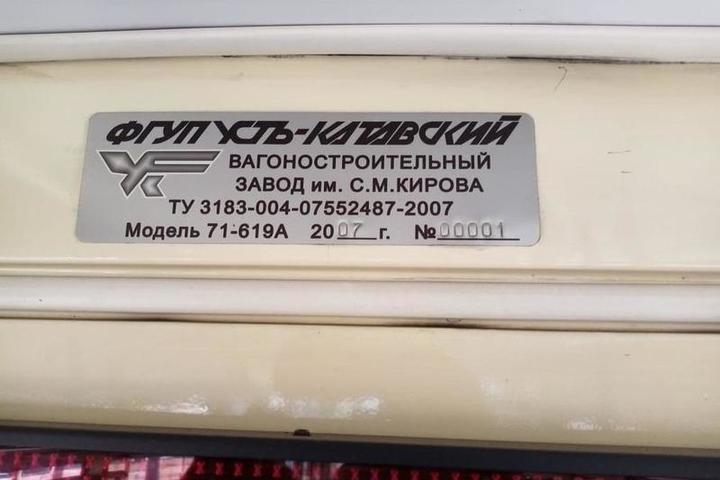 ФГУП УСТЬ-КАТАВСКИЙ
ВАГОНОСТРОИТЕЛЬНЫЙ
ЗАВОД им. С.М.КИРОВА
ТУ 3183-004-07552487-2007
Модель 71-619А 2007 г. №00001